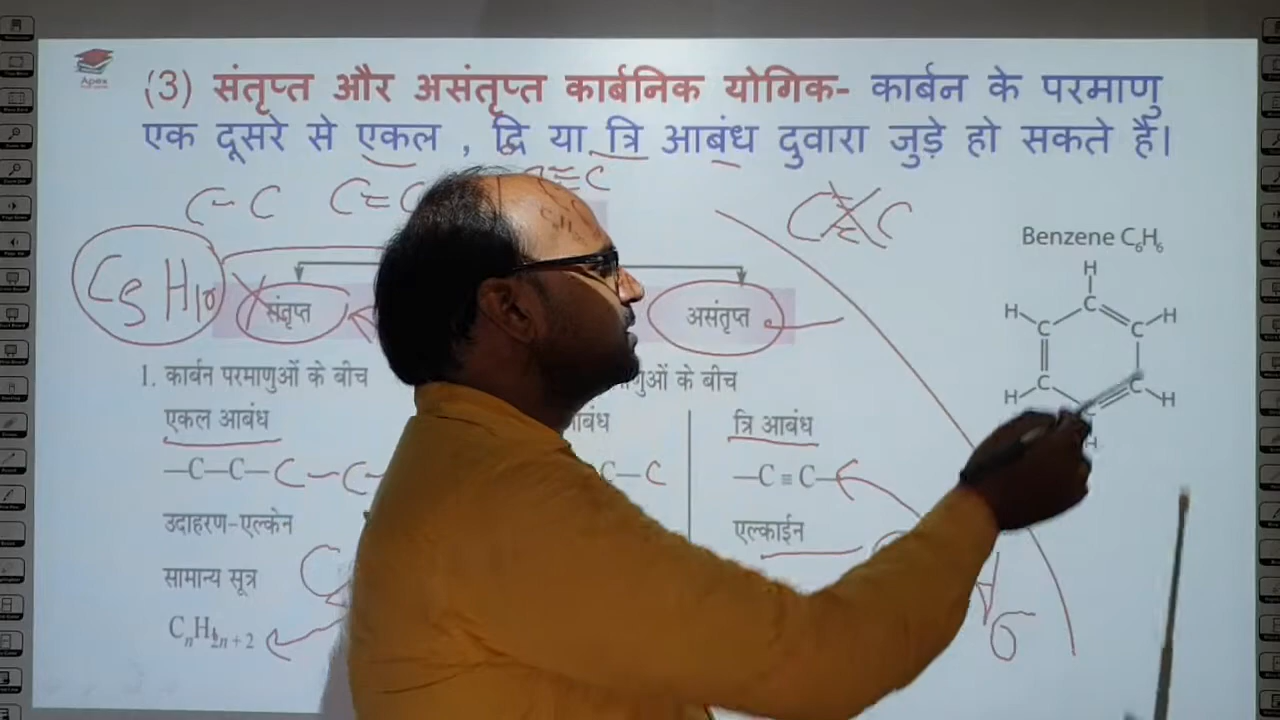 Apex
(3) संतृप्त और असंतृप्त कार्बनिक योगिक- कार्बन के परमाणु
एक दूसरे से एकल , द्वि या त्रि आबंध दुवारा जुड़े हो सकते है।
C-C C=C ≡C C≡C
Benzene C₆H₆
C5H10
संतृप्त
असंतृप्त
1. कार्बन परमाणुओं के बीच
णुओं के बीच
एकल आबंध
बंध
त्रि आबंध
—C—C—C—C—
C—C
—C≡C—
उदाहरण-एल्केन
एल्काईन
सामान्य सूत्र
CₙH₂ₙ₊₂
H
H C C H
C C
H C C H
H